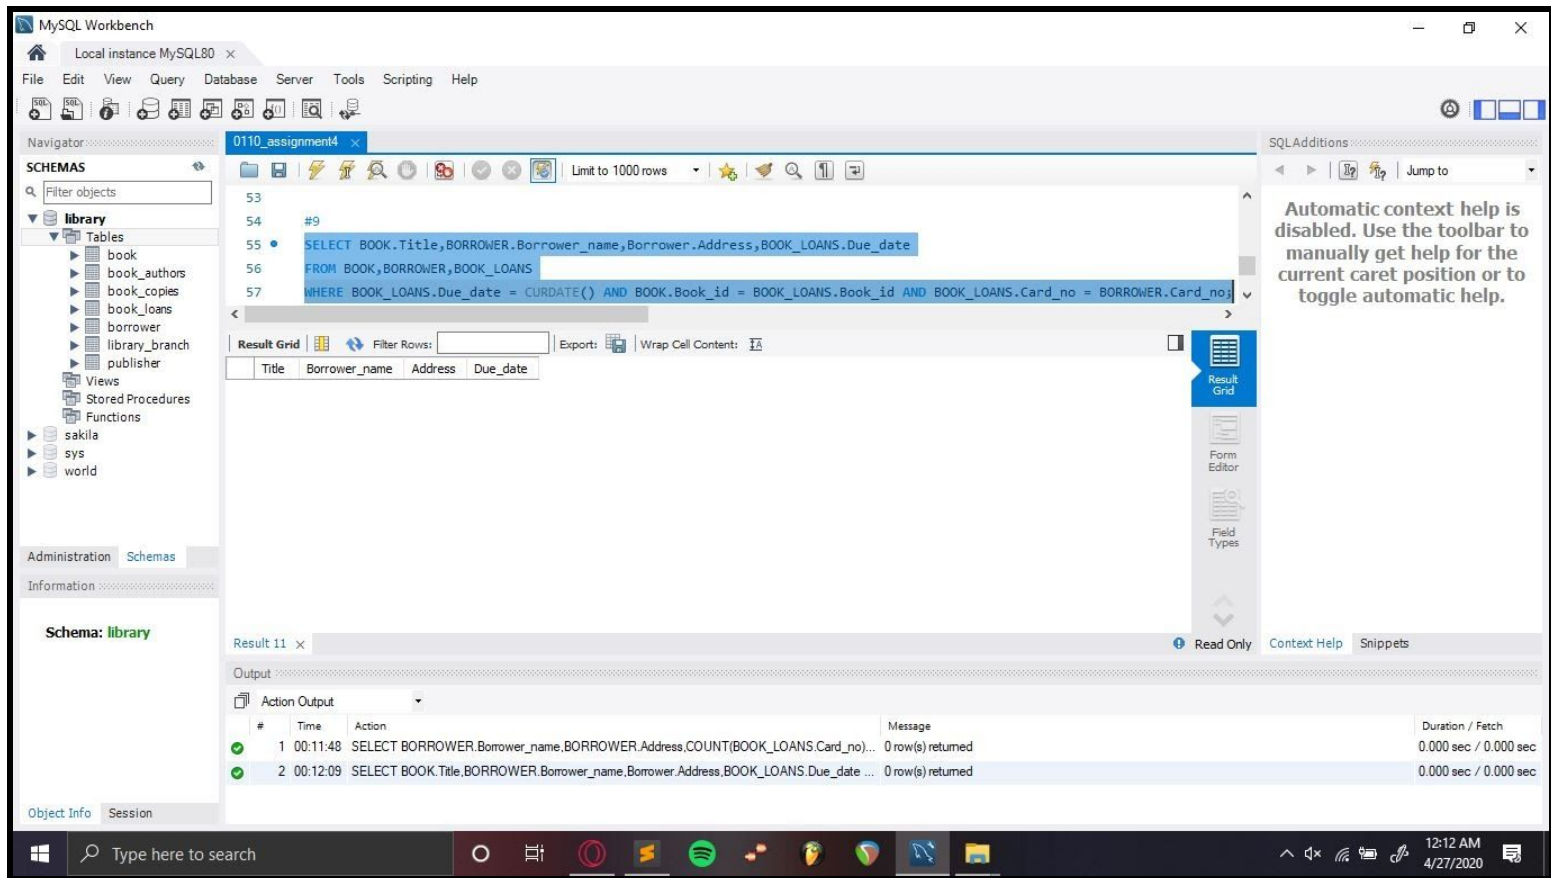 MySQL Workbench
Local instance MySQL80
File Edit View Query Database Server Tools Scripting Help
Navigator
SCHEMAS
Filter objects
library
Tables
book
book_authors
book_copies
book_loans
borrower
library_branch
publisher
Views
Stored Procedures
Functions
sakila
sys
world
Administration Schemas
Information
Schema: library
Object Info Session
0110_assignment4
Limit to 1000 rows
53
54 #9
55 SELECT BOOK.Title,BORROWER.Borrower_name,Borrower.Address,BOOK_LOANS.Due_date
56 FROM BOOK,BORROWER,BOOK_LOANS
57 WHERE BOOK_LOANS.Due_date = CURDATE() AND BOOK.Book_id = BOOK_LOANS.Book_id AND BOOK_LOANS.Card_no = BORROWER.Card_no;
Result Grid Filter Rows: Export: Wrap Cell Content:
Title Borrower_name Address Due_date
Result
Grid
Form
Editor
Field
Types
Result 11 Read Only
SQLAdditions
Jump to
Automatic context help is
disabled. Use the toolbar to
manually get help for the
current caret position or to
toggle automatic help.
Context Help Snippets
Output
Action Output
# Time Action Message Duration / Fetch
1 00:11:48 SELECT BORROWER.Borrower_name,BORROWER.Address,COUNT(BOOK_LOANS.Card_no)... 0 row(s) returned 0.000 sec / 0.000 sec
2 00:12:09 SELECT BOOK.Title,BORROWER.Borrower_name,Borrower.Address,BOOK_LOANS.Due_date ... 0 row(s) returned 0.000 sec / 0.000 sec
Type here to search
12:12 AM
4/27/2020